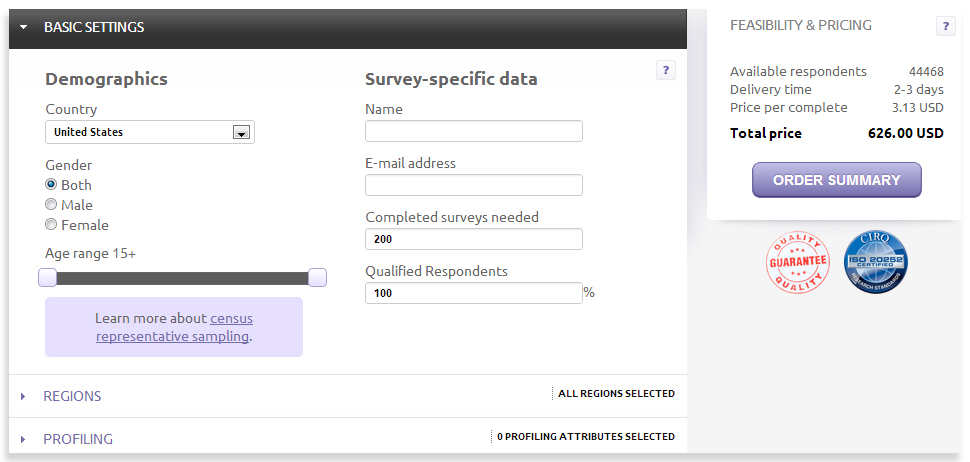 BASIC SETTINGS
Demographics
Country
United States
Gender
Both
Male
Female
Age range 15+
Learn more about census
representative sampling.
Survey-specific data
?
Name
E-mail address
Completed surveys needed
200
Qualified Respondents
100 %
REGIONS
ALL REGIONS SELECTED
PROFILING
0 PROFILING ATTRIBUTES SELECTED
FEASIBILITY & PRICING
?
Available respondents 44468
Delivery time 2-3 days
Price per complete 3.13 USD
Total price 626.00 USD
ORDER SUMMARY
QUALITY
GUARANTEE
QUALITY
CIRQ
ISO 20252
CERTIFIED
RESEARCH STANDARDS